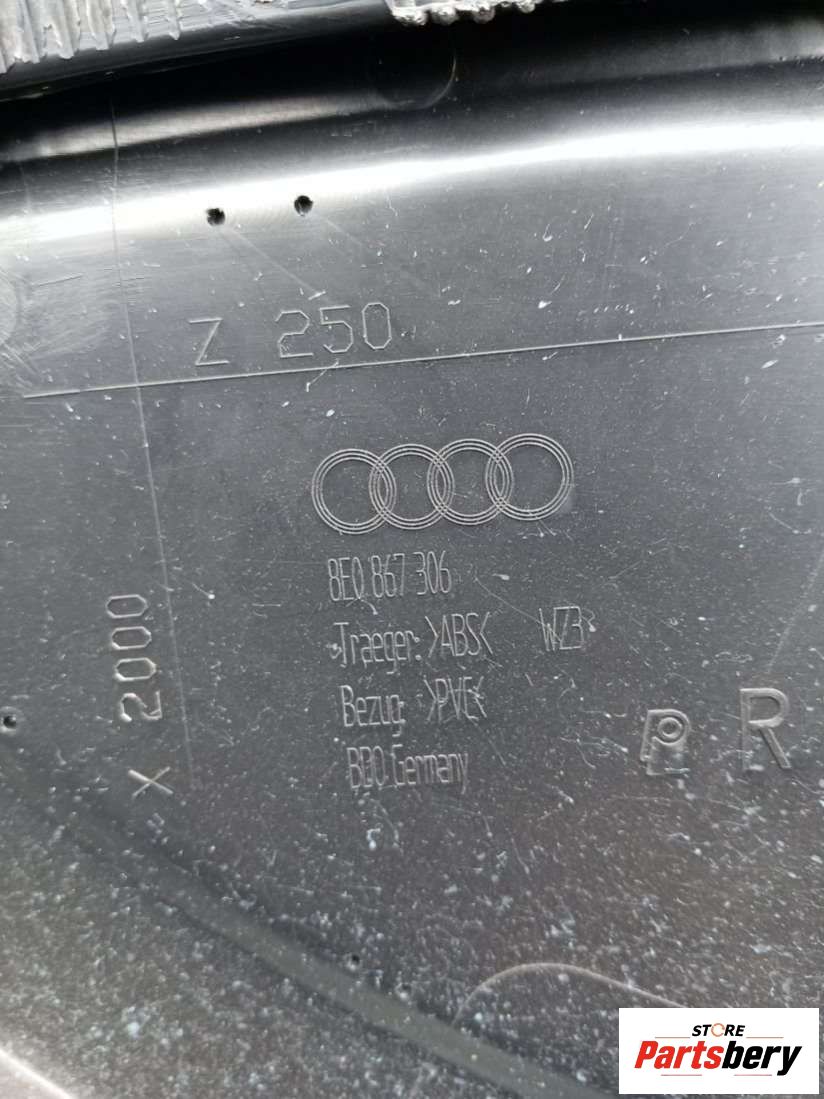 Z 250
8E0 867 306
X 2000
Traeger: >ABS< WZ3
Bezug: >PVC<
BBO Germany
R
STORE
Partsbery